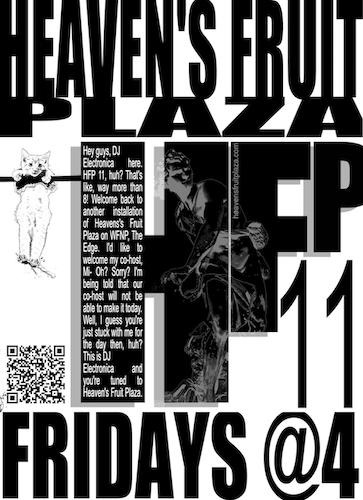 HEAVEN'S FRUIT
PLAZA
HFP
11
Hey guys, DJ
Electronica here.
HFP 11, huh? That's
like, way more than
8! Welcome back to
another installation
of Heavens's Fruit
Plaza on WFNP, The
Edge. I'd like to
welcome my co-host,
Mi- Oh? Sorry? I'm
being told that our
co-host will not be
able to make it today.
Well, I guess you're
just stuck with me for
the day then, huh?
This is DJ
Electronica and
you're tuned to
Heaven's Fruit Plaza.
heavensfruitplaza.com
FRIDAYS @4